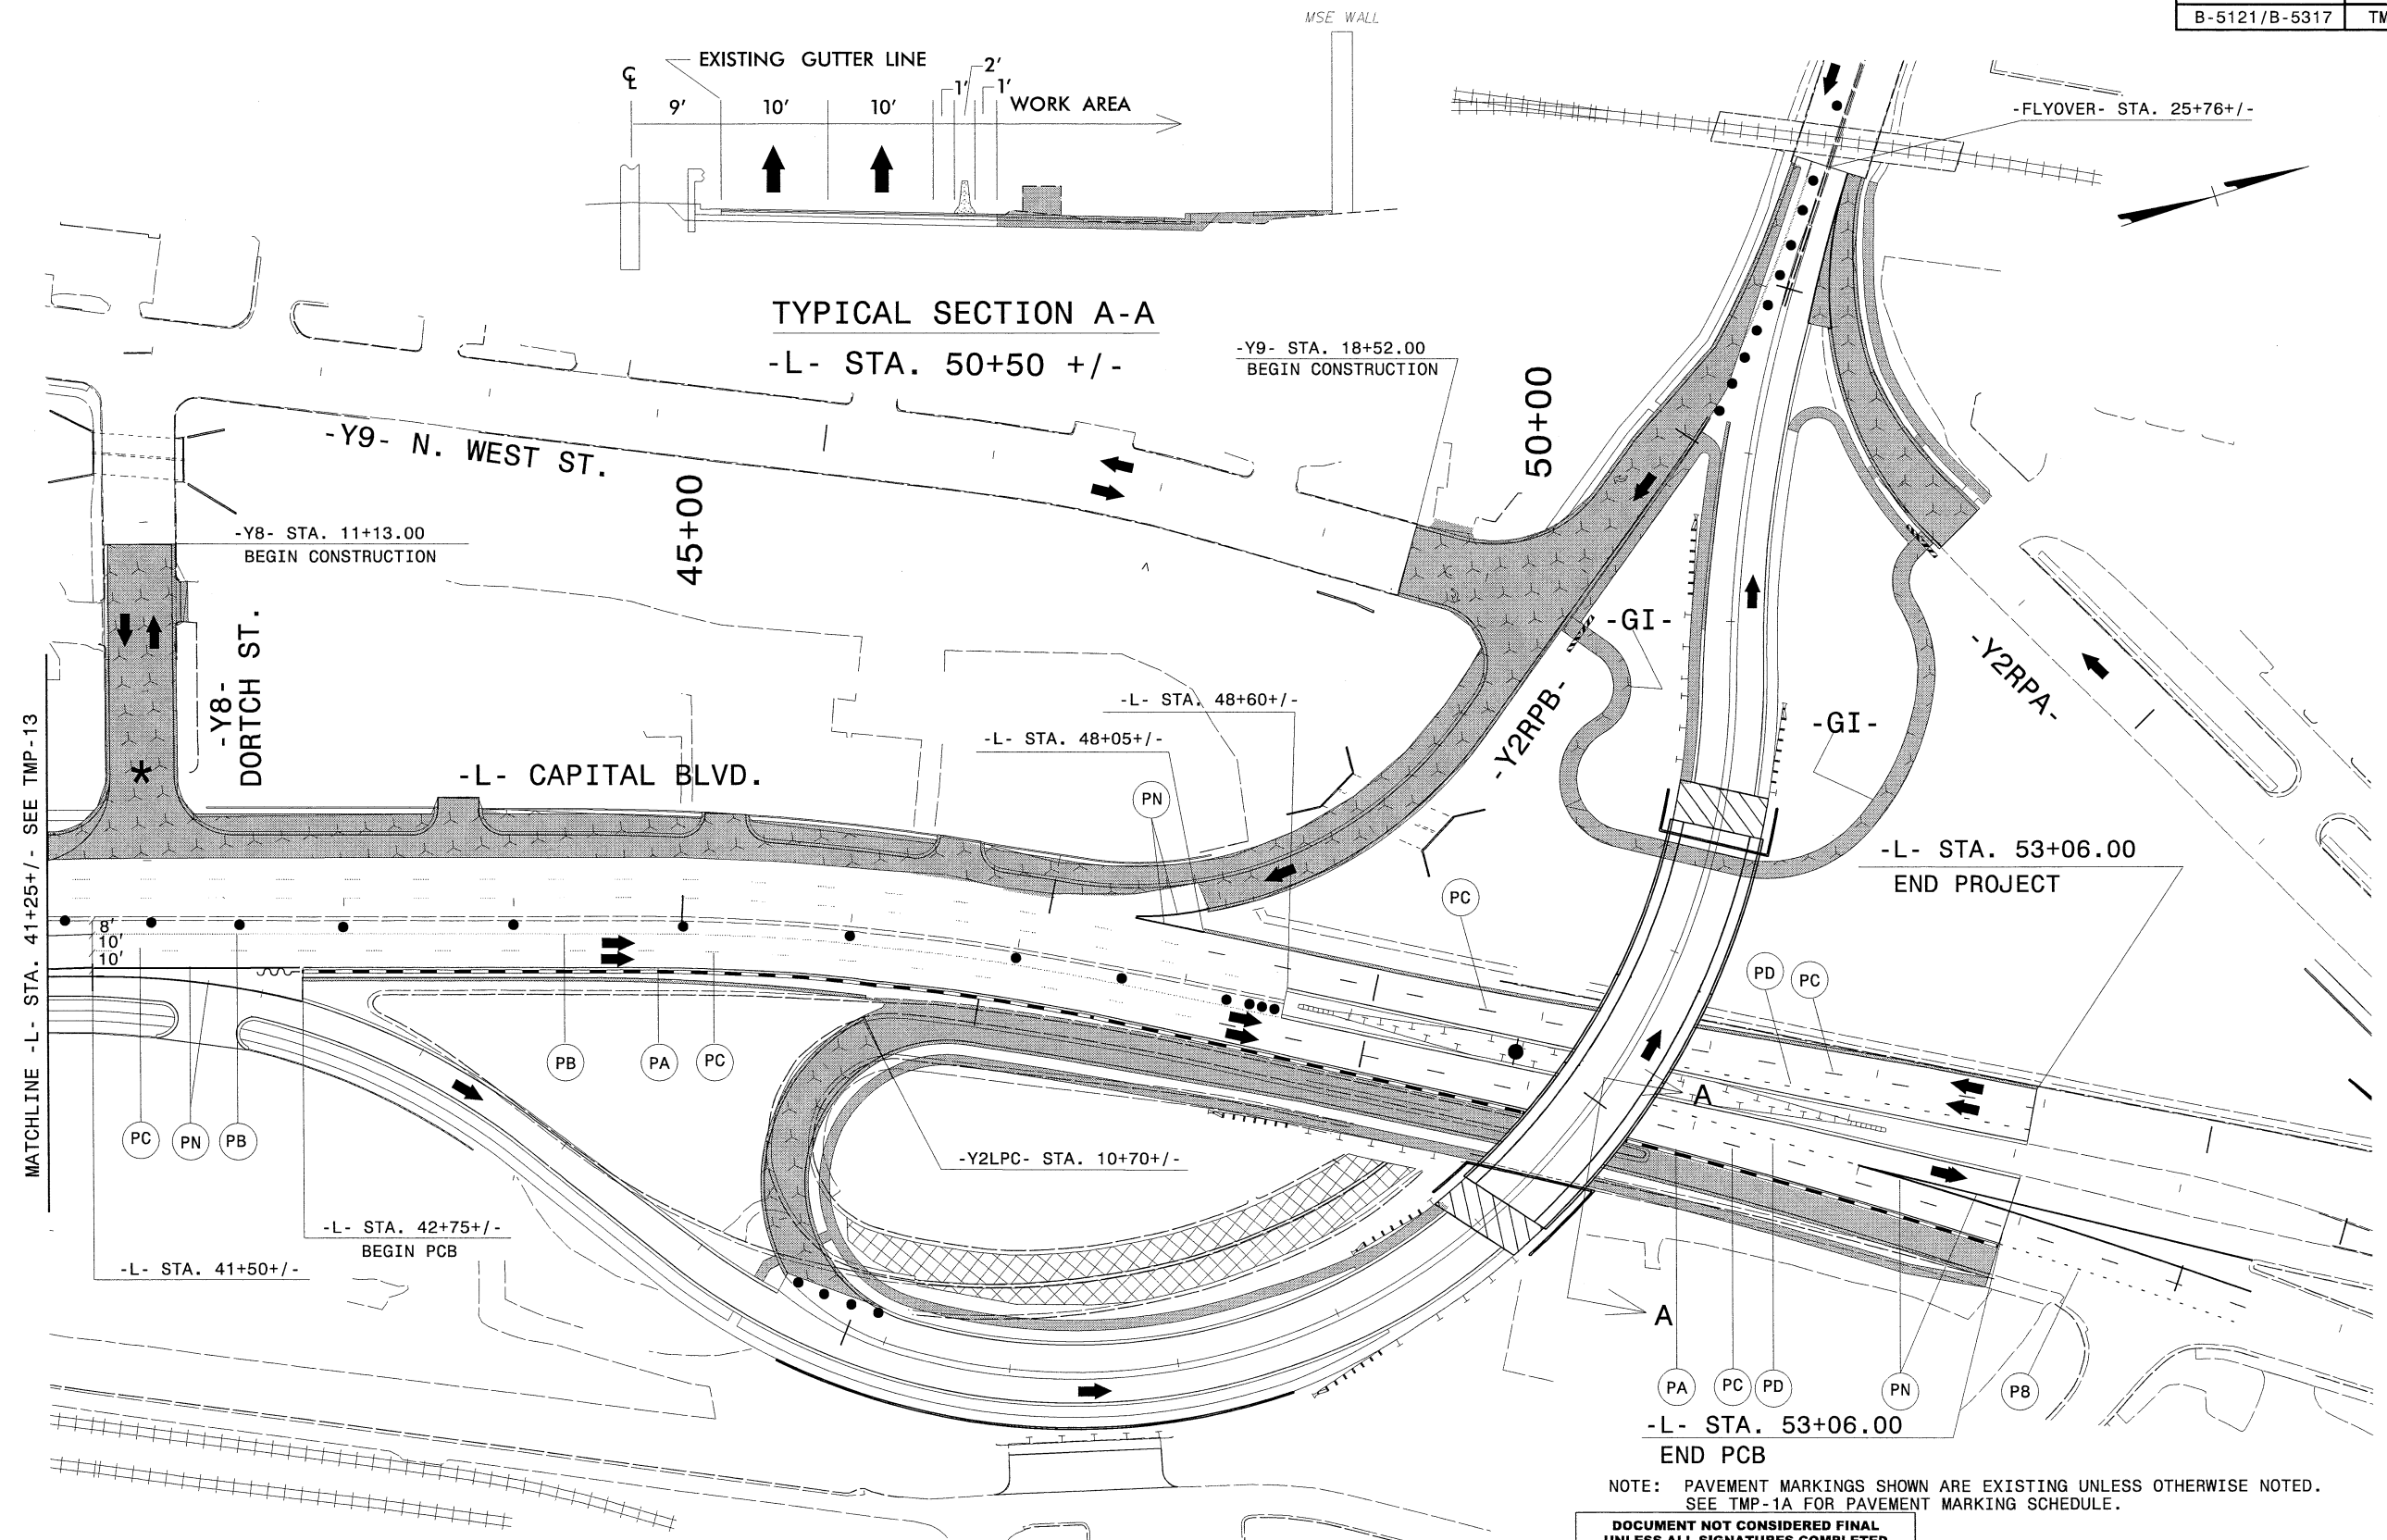 B-5121/B-5317
TM
MSE WALL
EXISTING GUTTER LINE
℄
9'
10'
10'
1'
2'
1'
WORK AREA
-FLYOVER- STA. 25+76+/-
TYPICAL SECTION A-A
-L- STA. 50+50 +/-
-Y9- STA. 18+52.00
BEGIN CONSTRUCTION
50+00
-Y9- N. WEST ST.
45+00
-Y8- STA. 11+13.00
BEGIN CONSTRUCTION
-Y8-
DORTCH ST.
*
-L- CAPITAL BLVD.
-L- STA. 48+60+/-
-L- STA. 48+05+/-
PN
-GI-
-GI-
-Y2RPB-
-Y2RPA-
-L- STA. 53+06.00
END PROJECT
MATCHLINE -L- STA. 41+25+/- SEE TMP-13
8'
10'
10'
PC
PD
PC
PB
PA
PC
PC
PN
PB
A
-Y2LPC- STA. 10+70+/-
-L- STA. 42+75+/-
BEGIN PCB
-L- STA. 41+50+/-
A
PA
PC
PD
PN
P8
-L- STA. 53+06.00
END PCB
NOTE: PAVEMENT MARKINGS SHOWN ARE EXISTING UNLESS OTHERWISE NOTED.
SEE TMP-1A FOR PAVEMENT MARKING SCHEDULE.
DOCUMENT NOT CONSIDERED FINAL
UNLESS ALL SIGNATURES COMPLETED